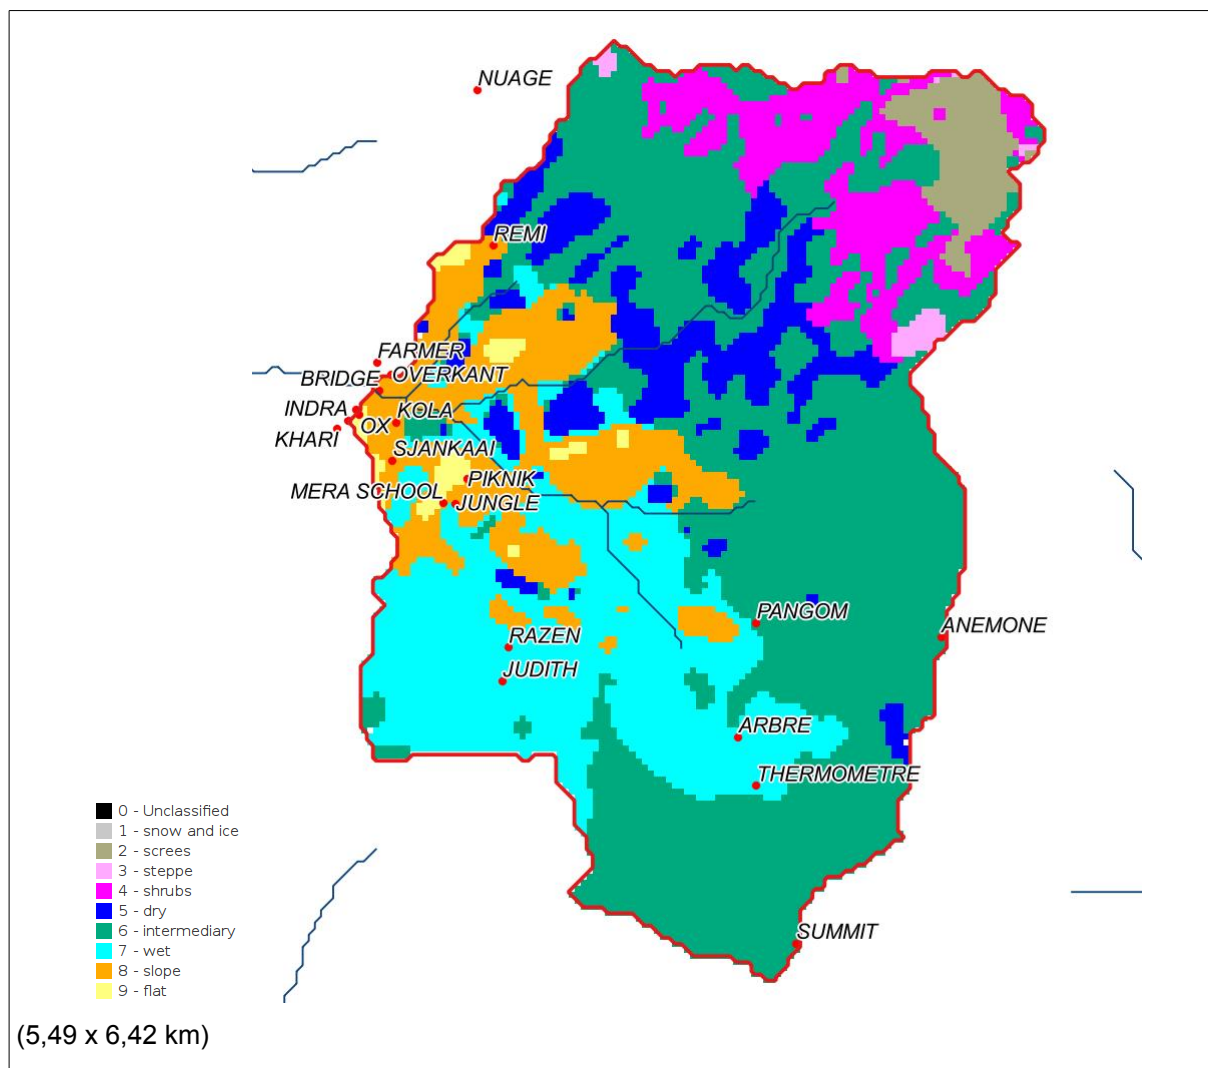 NUAGE
REMI
FARMER
BRIDGE
OVERKANT
INDRA
KOLA
OX
KHARI
SJANKAAI
PIKNIK
MERA SCHOOL
JUNGLE
PANGOM
ANEMONE
RAZEN
JUDITH
ARBRE
THERMOMETRE
0 - Unclassified
1 - snow and ice
2 - screes
3 - steppe
4 - shrubs
5 - dry
6 - intermediary
SUMMIT
7 - wet
8 - slope
9 - flat
(5,49 x 6,42 km)